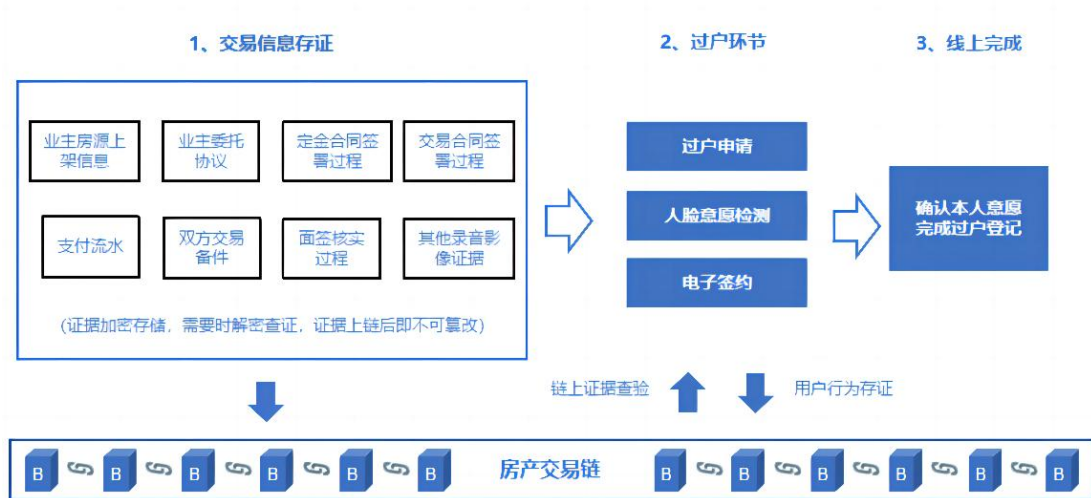 1、交易信息存证
2、过户环节
3、线上完成
业主房源上
架信息
业主委托
协议
定金合同签
署过程
交易合同签
署过程
支付流水
双方交易
备件
面签核实
过程
其他录音影
像证据
(证据加密存储，需要时解密查证，证据上链后即不可篡改)
过户申请
人脸意愿检测
电子签约
确认本人意愿
完成过户登记
链上证据查验
用户行为存证
B
B
B
B
B
B
房产交易链
B
B
B
B
B
B